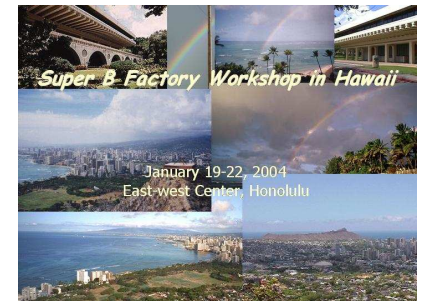 Super B Factory Workshop in Hawaii
January 19-22, 2004
East-west Center, Honolulu